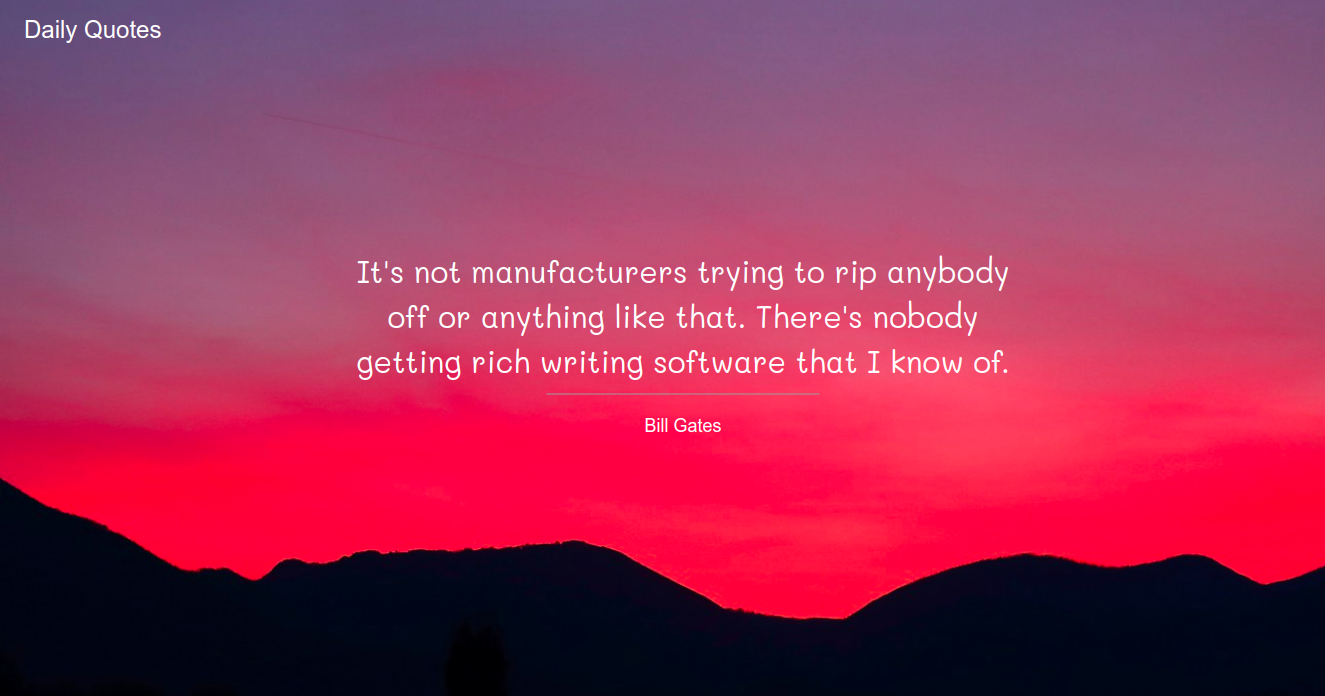 Daily Quotes
It's not manufacturers trying to rip anybody
off or anything like that. There's nobody
getting rich writing software that I know of.
Bill Gates